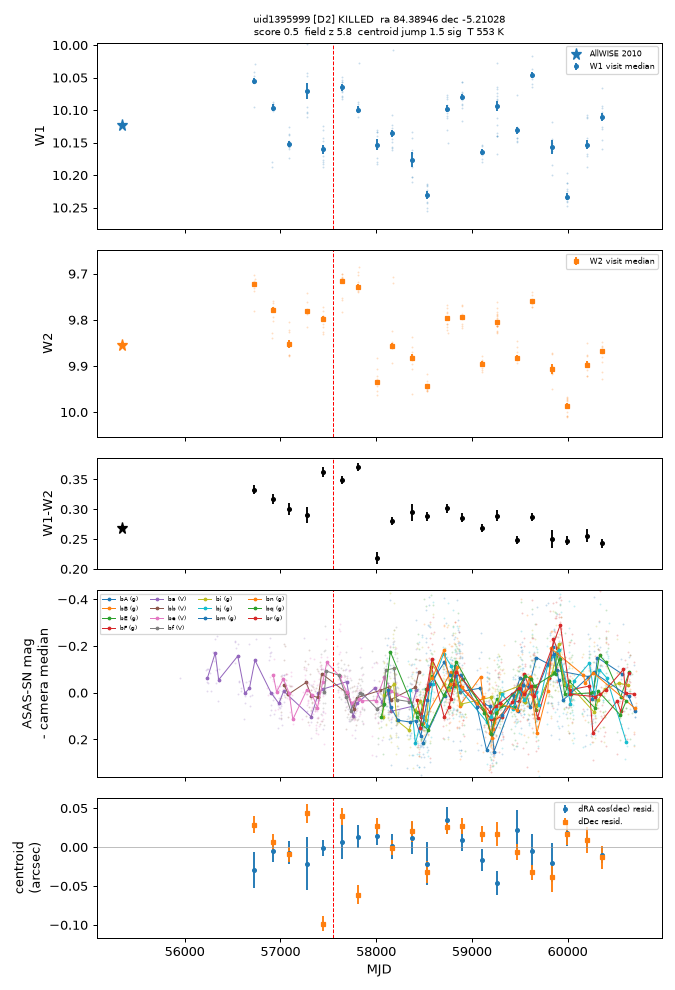 uid1395999 [D2] KILLED ra 84.38946 dec -5.21028
score 0.5 field z 5.8 centroid jump 1.5 sig T 553 K
10.00
10.05
10.10
10.15
10.20
10.25
W1
AllWISE 2010
W1 visit median
9.7
9.8
9.9
10.0
W2
W2 visit median
0.35
0.30
0.25
0.20
W1-W2
−0.4
−0.2
0.0
0.2
ASAS-SN mag
- camera median
bA (g)
bB (g)
bE (g)
bF (g)
ba (V)
bb (V)
be (V)
bf (V)
bi (g)
bj (g)
bm (g)
bn (g)
bq (g)
br (g)
0.05
0.00
−0.05
−0.10
centroid
(arcsec)
dRA cos(dec) resid.
dDec resid.
56000
57000
58000
59000
60000
MJD